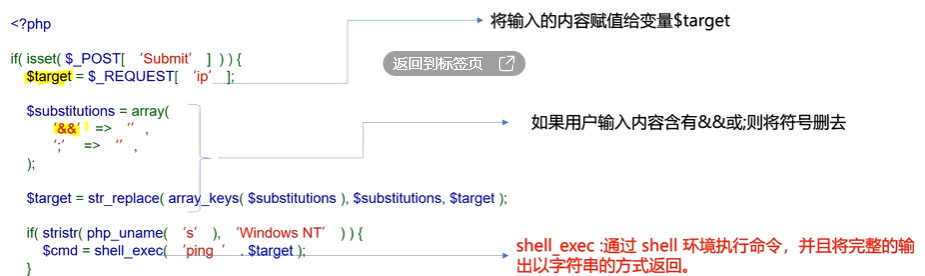 <?php
将输入的内容赋值给变量$target
if( isset( $_POST[ ‘Submit’ ] ) ) {
返回到标签页
$target = $_REQUEST[ ‘ip’ ];
$substitutions = array(
‘&&’ => ‘’ ,
如果用户输入内容含有&&或;则将符号删去
‘;’ => ‘’ ,
);
$target = str_replace( array_keys( $substitutions ), $substitutions, $target );
if( stristr( php_uname( ‘s’ ), ‘Windows NT’ ) ) {
shell_exec :通过 shell 环境执行命令，并且将完整的输
$cmd = shell_exec( ‘ping ’ . $target );
出以字符串的方式返回。
}